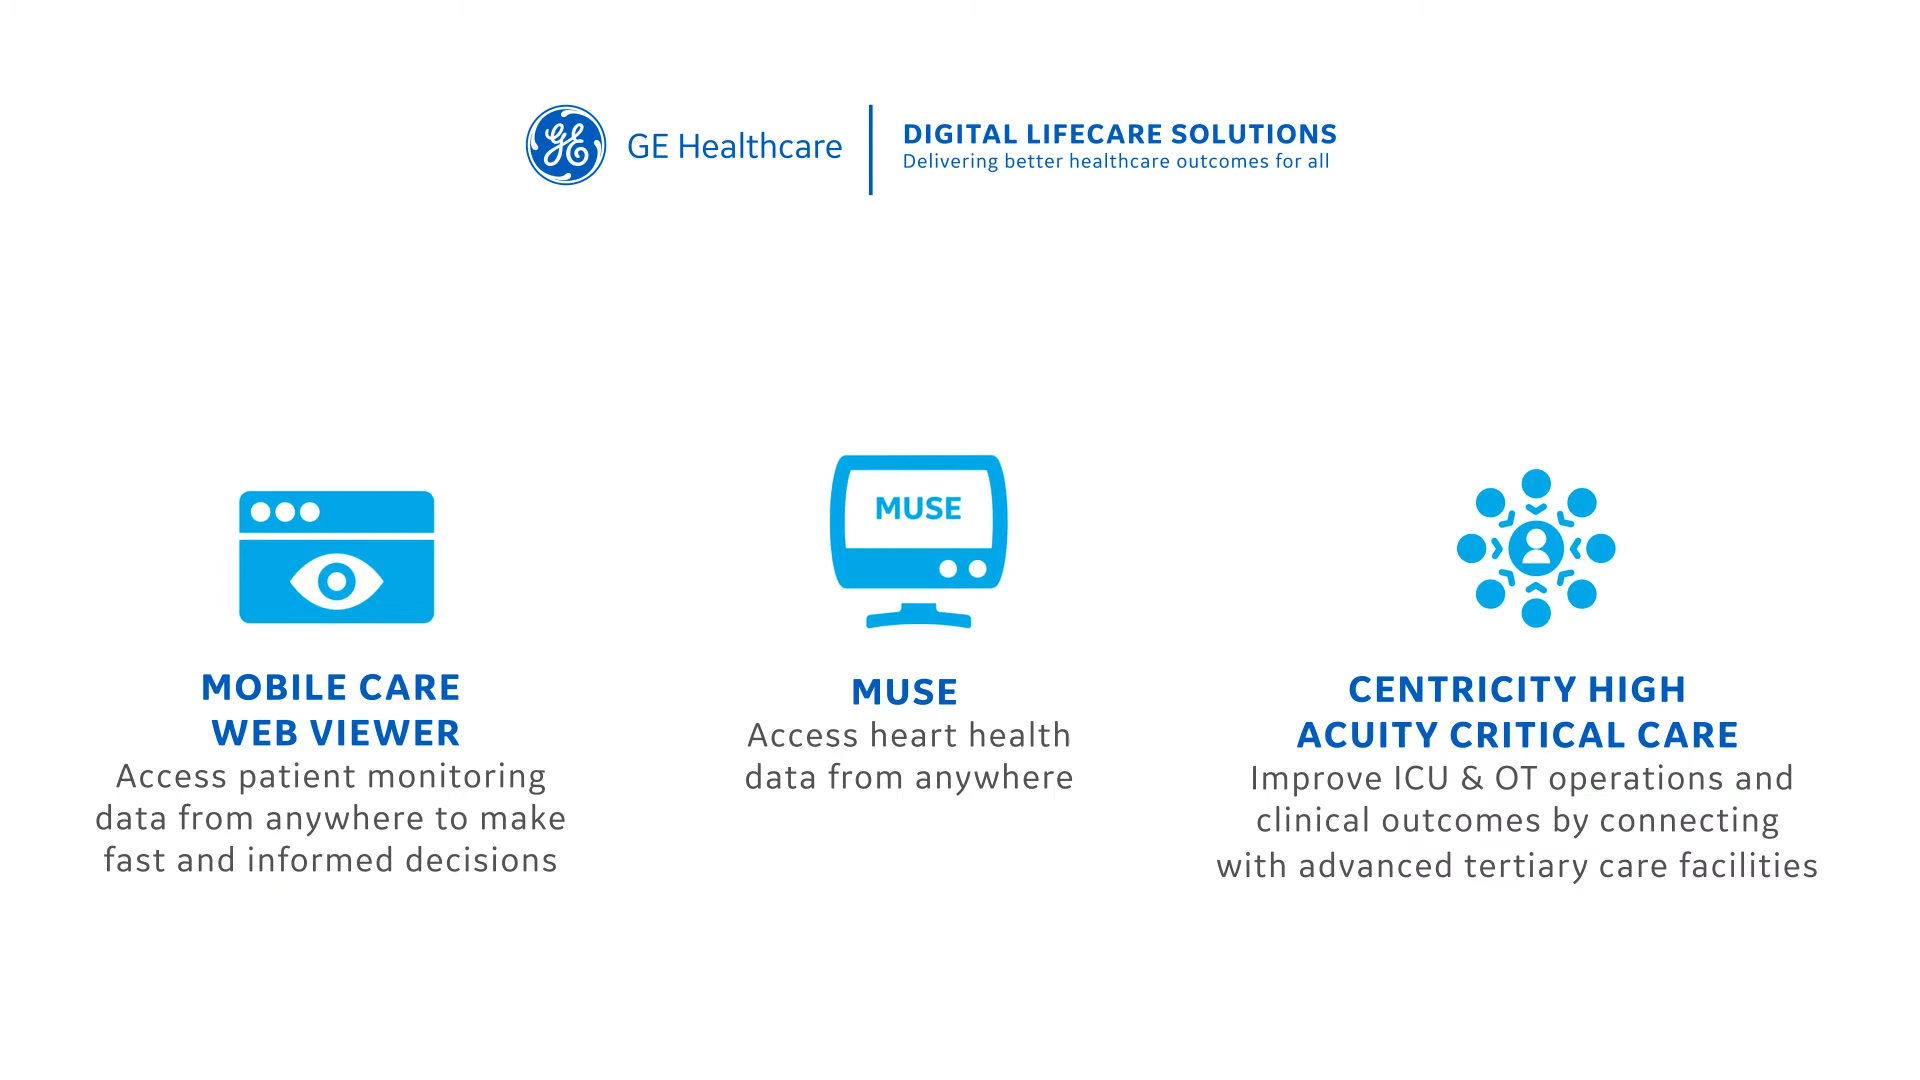 GE Healthcare
DIGITAL LIFECARE SOLUTIONS
Delivering better healthcare outcomes for all
MOBILE CARE
WEB VIEWER
Access patient monitoring
data from anywhere to make
fast and informed decisions
MUSE
MUSE
Access heart health
data from anywhere
CENTRICITY HIGH
ACUITY CRITICAL CARE
Improve ICU & OT operations and
clinical outcomes by connecting
with advanced tertiary care facilities